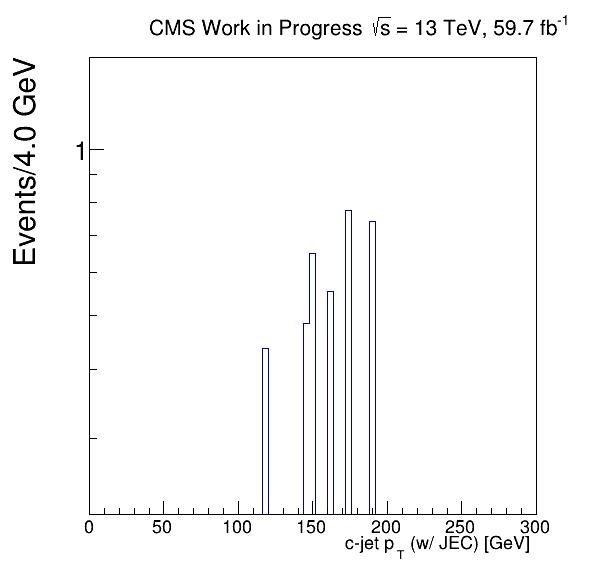 CMS Work in Progress √s = 13 TeV, 59.7 fb⁻¹
Events/4.0 GeV
1
0 50 100 150 200 250 300
c-jet p_T (w/ JEC) [GeV]